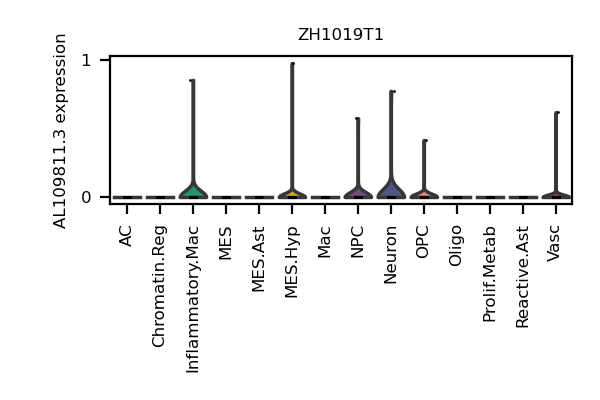 ZH1019T1
AL109811.3 expression
1
0
AC
Chromatin.Reg
Inflammatory.Mac
MES
MES.Ast
MES.Hyp
Mac
NPC
Neuron
OPC
Oligo
Prolif.Metab
Reactive.Ast
Vasc